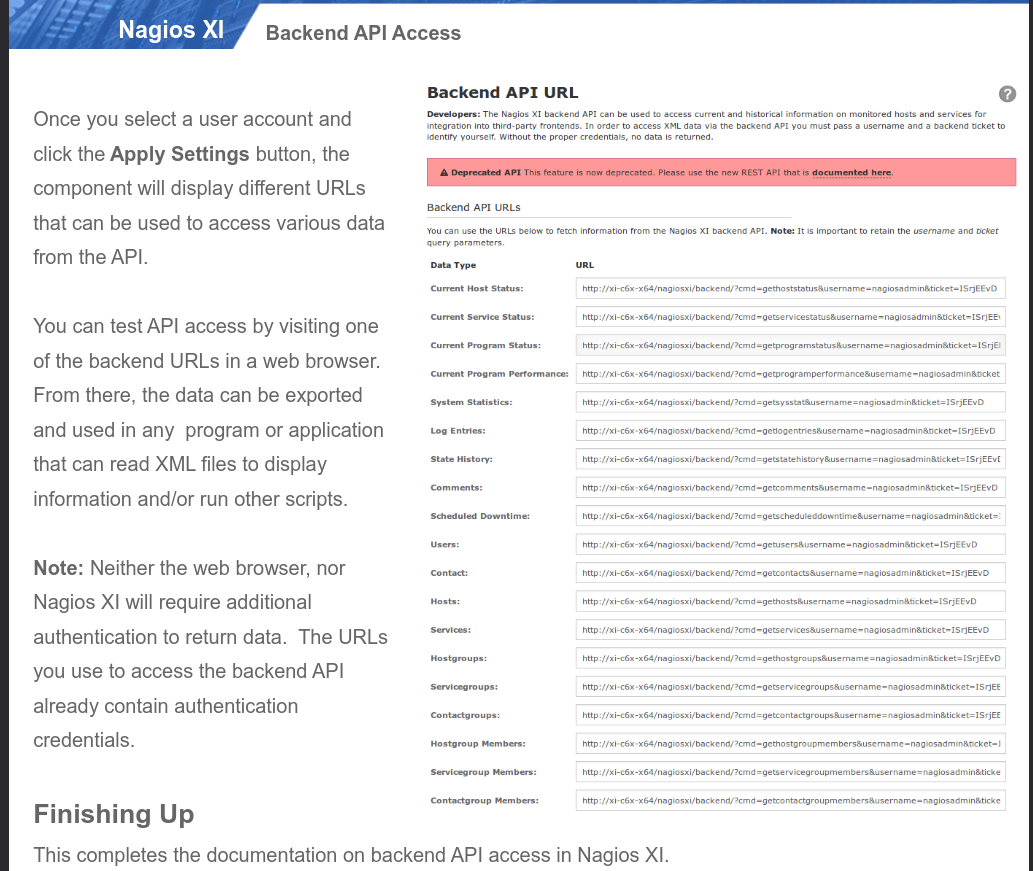 Nagios XI
Backend API Access
Once you select a user account and
click the Apply Settings button, the
component will display different URLs
that can be used to access various data
from the API.
You can test API access by visiting one
of the backend URLs in a web browser.
From there, the data can be exported
and used in any  program or application
that can read XML files to display
information and/or run other scripts.
Note: Neither the web browser, nor
Nagios XI will require additional
authentication to return data.  The URLs
you use to access the backend API
already contain authentication
credentials.
Backend API URL
?
Developers: The Nagios XI backend API can be used to access current and historical information on monitored hosts and services for
integration into third-party frontends. In order to access XML data via the backend API you must pass a username and a backend ticket to
identify yourself. Without the proper credentials, no data is returned.
Deprecated API This feature is now deprecated. Please use the new REST API that is documented here.
Backend API URLs
You can use the URLs below to fetch information from the Nagios XI backend API. Note: It is important to retain the username and ticket
query parameters.
Data Type URL
Current Host Status: http://xi-c6x-x64/nagiosxi/backend/?cmd=gethoststatus&username=nagiosadmin&ticket=ISrjEEvD
Current Service Status: http://xi-c6x-x64/nagiosxi/backend/?cmd=getservicestatus&username=nagiosadmin&ticket=ISrjEEv
Current Program Status: http://xi-c6x-x64/nagiosxi/backend/?cmd=getprogramstatus&username=nagiosadmin&ticket=ISrjE
Current Program Performance: http://xi-c6x-x64/nagiosxi/backend/?cmd=getprogramperformance&username=nagiosadmin&ticket
System Statistics: http://xi-c6x-x64/nagiosxi/backend/?cmd=getsysstat&username=nagiosadmin&ticket=ISrjEEvD
Log Entries: http://xi-c6x-x64/nagiosxi/backend/?cmd=getlogentries&username=nagiosadmin&ticket=ISrjEEvD
State History: http://xi-c6x-x64/nagiosxi/backend/?cmd=getstatehistory&username=nagiosadmin&ticket=ISrjEEvD
Comments: http://xi-c6x-x64/nagiosxi/backend/?cmd=getcomments&username=nagiosadmin&ticket=ISrjEEvD
Scheduled Downtime: http://xi-c6x-x64/nagiosxi/backend/?cmd=getscheduleddowntime&username=nagiosadmin&ticket=
Users: http://xi-c6x-x64/nagiosxi/backend/?cmd=getusers&username=nagiosadmin&ticket=ISrjEEvD
Contact: http://xi-c6x-x64/nagiosxi/backend/?cmd=getcontacts&username=nagiosadmin&ticket=ISrjEEvD
Hosts: http://xi-c6x-x64/nagiosxi/backend/?cmd=gethosts&username=nagiosadmin&ticket=ISrjEEvD
Services: http://xi-c6x-x64/nagiosxi/backend/?cmd=getservices&username=nagiosadmin&ticket=ISrjEEvD
Hostgroups: http://xi-c6x-x64/nagiosxi/backend/?cmd=gethostgroups&username=nagiosadmin&ticket=ISrjEEvD
Servicegroups: http://xi-c6x-x64/nagiosxi/backend/?cmd=getservicegroups&username=nagiosadmin&ticket=ISrjEE
Contactgroups: http://xi-c6x-x64/nagiosxi/backend/?cmd=getcontactgroups&username=nagiosadmin&ticket=ISrjEE
Hostgroup Members: http://xi-c6x-x64/nagiosxi/backend/?cmd=gethostgroupmembers&username=nagiosadmin&ticket=I
Servicegroup Members: http://xi-c6x-x64/nagiosxi/backend/?cmd=getservicegroupmembers&username=nagiosadmin&ticke
Contactgroup Members: http://xi-c6x-x64/nagiosxi/backend/?cmd=getcontactgroupmembers&username=nagiosadmin&ticke
Finishing Up
This completes the documentation on backend API access in Nagios XI.